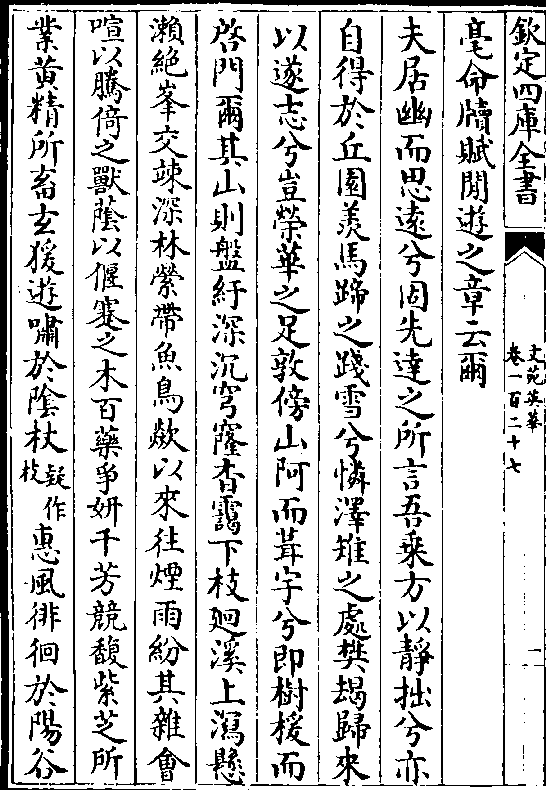 欽定四庫全書
文苑英華
卷一百二十七
二
毫命牘賦閒遊之章云爾
夫居幽而思遠兮固先達之所言吾乘方以靜拙兮亦
自得於丘園羨馬蹄之踐雪兮憐澤雉之處樊朅歸來
以遂志兮豈榮華之足敦傍山阿而葺宇兮即樹援而
啓門爾其山則盤紆深沉穹窿杳靄下枝廻溪上瀉懸
瀨絶峯交竦深林縈帶魚鳥歘以來往煙雨紛其雜會
喧以騰倚之獸蔭以偃蹇之木百藥爭妍千芳競馥紫芝所
業黄精所畜玄猨遊嘯於陰杖疑作枝惠風徘徊於陽谷